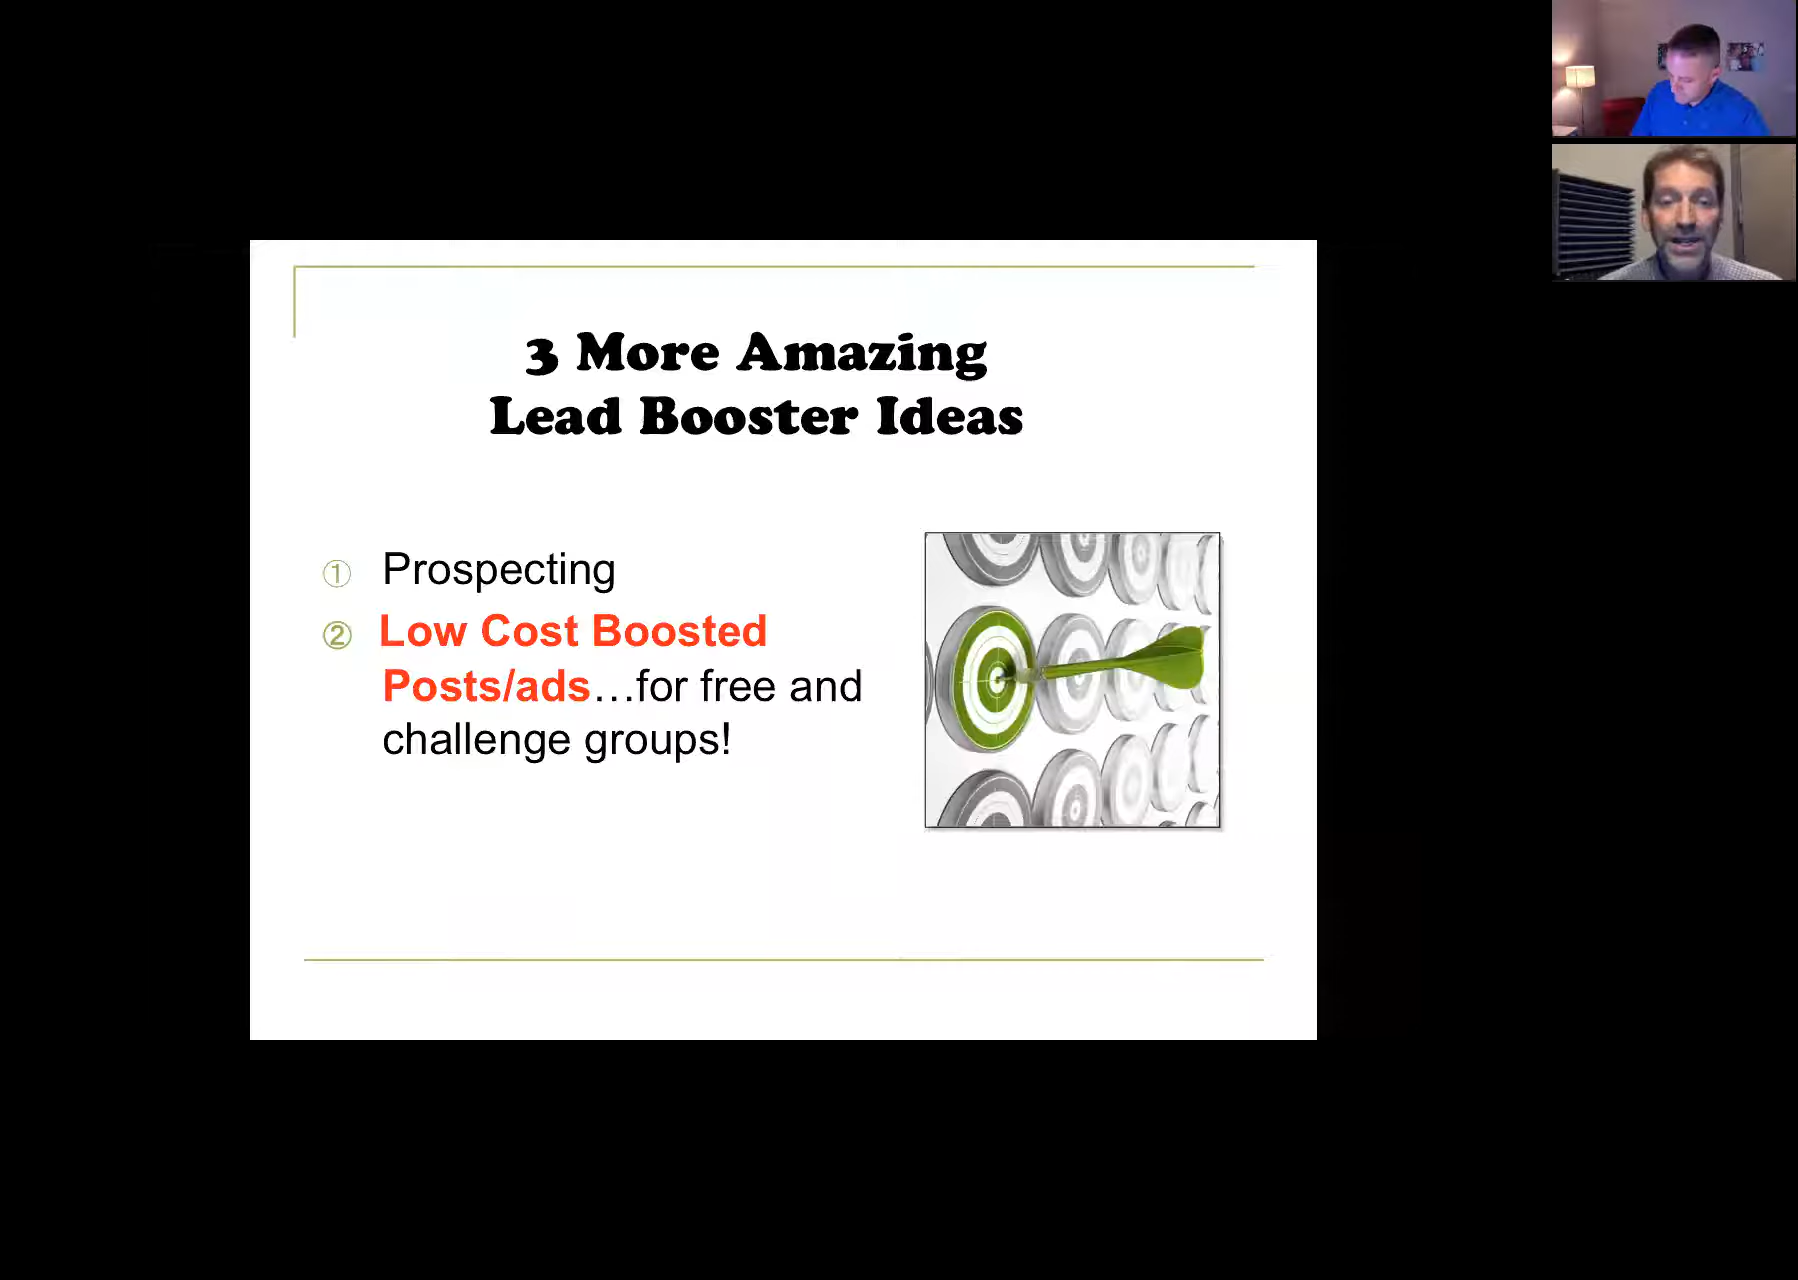 3 More Amazing
Lead Booster Ideas
① Prospecting
② Low Cost Boosted
Posts/ads…for free and
challenge groups!